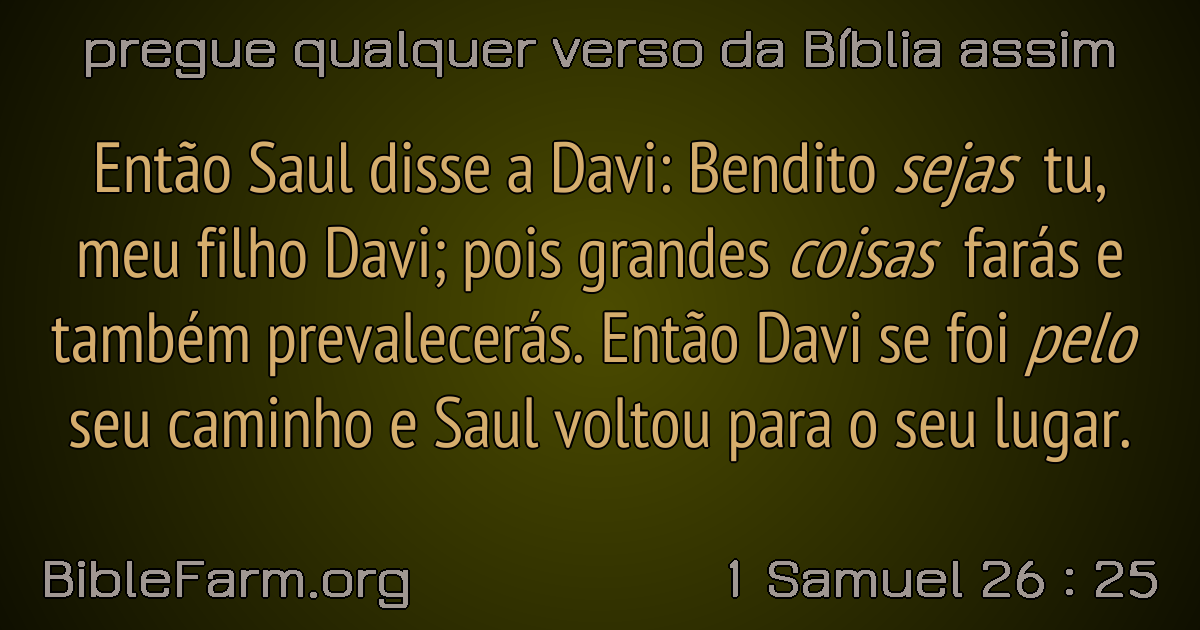 pregue qualquer verso da Bíblia assim
Então Saul disse a Davi: Bendito sejas tu,
meu filho Davi; pois grandes coisas farás e
também prevalecerás. Então Davi se foi pelo
seu caminho e Saul voltou para o seu lugar.
BibleFarm.org
1 Samuel 26 : 25